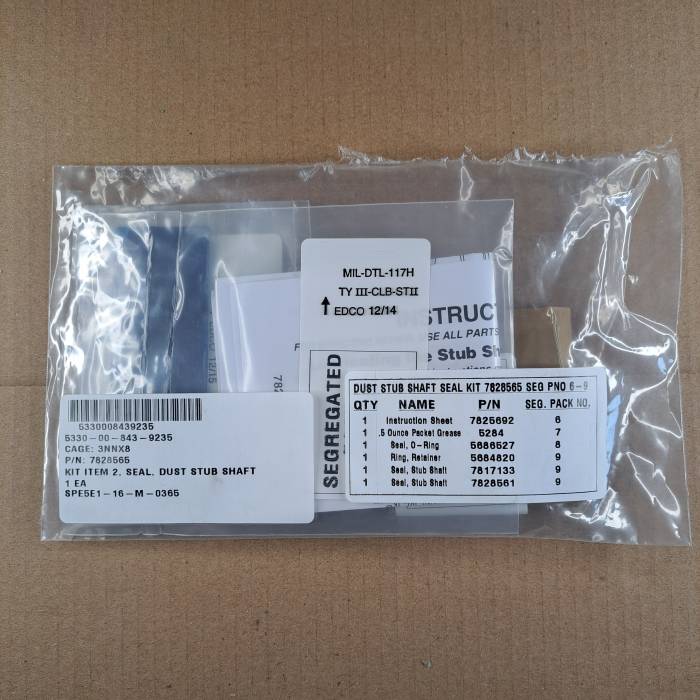 MIL-DTL-117H
TY III-CLB-STII
↑ EDCO 12/14
SEGREGATED
INSTRUC
SE ALL PARTS
e Stub Sh
12/15
782
DUST STUB SHAFT SEAL KIT 7828565 SEG PNO 6-9
QTY NAME P/N SEG. PACK NO.
1 Instruction Sheet 7825692 6
1 .5 Ounce Packet Grease 5284 7
1 Seal, O-Ring 5686527 8
1 Ring, Retainer 5684820 9
1 Seal, Stub Shaft 7817133 9
1 Seal, Stub Shaft 7828561 9
5330008439235
5330-00-843-9235
CAGE: 3NNX8
P/N: 7828565
KIT ITEM 2, SEAL, DUST STUB SHAFT
1 EA
SPE5E1-16-M-0365